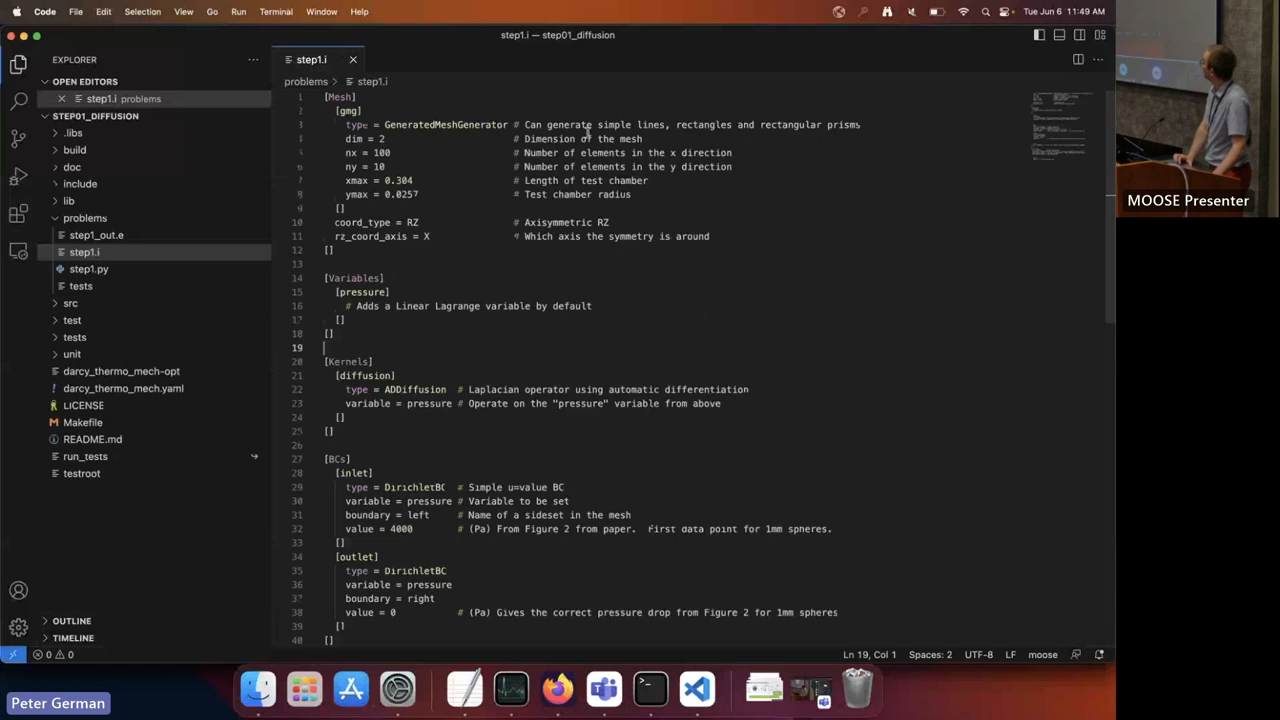 Code File Edit Selection View Go Run Terminal Window Help Tue Jun 6 11:49 AM
step1.i — step01_diffusion
EXPLORER
OPEN EDITORS
step1.i problems
STEP01_DIFFUSION
.libs
build
doc
include
lib
problems
step1_out.e
step1.i
step1.py
tests
src
test
tests
unit
darcy_thermo_mech-opt
darcy_thermo_mech.yaml
LICENSE
Makefile
README.md
run_tests
testroot
OUTLINE
TIMELINE
step1.i
problems > step1.i
1 [Mesh]
2 [gmg]
3 type = GeneratedMeshGenerator # Can generate simple lines, rectangles and rectangular prisms
4 dim = 2 # Dimension of the mesh
5 nx = 100 # Number of elements in the x direction
6 ny = 10 # Number of elements in the y direction
7 xmax = 0.304 # Length of test chamber
8 ymax = 0.0257 # Test chamber radius
9 []
10 coord_type = RZ # Axisymmetric RZ
11 rz_coord_axis = X # Which axis the symmetry is around
12 []
13
14 [Variables]
15 [pressure]
16 # Adds a Linear Lagrange variable by default
17 []
18 []
19
20 [Kernels]
21 [diffusion]
22 type = ADDiffusion # Laplacian operator using automatic differentiation
23 variable = pressure # Operate on the "pressure" variable from above
24 []
25 []
26
27 [BCs]
28 [inlet]
29 type = DirichletBC # Simple u=value BC
30 variable = pressure # Variable to be set
31 boundary = left # Name of a sideset in the mesh
32 value = 4000 # (Pa) From Figure 2 from paper. First data point for 1mm spheres.
33 []
34 [outlet]
35 type = DirichletBC
36 variable = pressure
37 boundary = right
38 value = 0 # (Pa) Gives the correct pressure drop from Figure 2 for 1mm spheres
39 []
40 []
0 0 Ln 19, Col 1 Spaces: 2 UTF-8 LF moose
MOOSE Presenter
Peter German